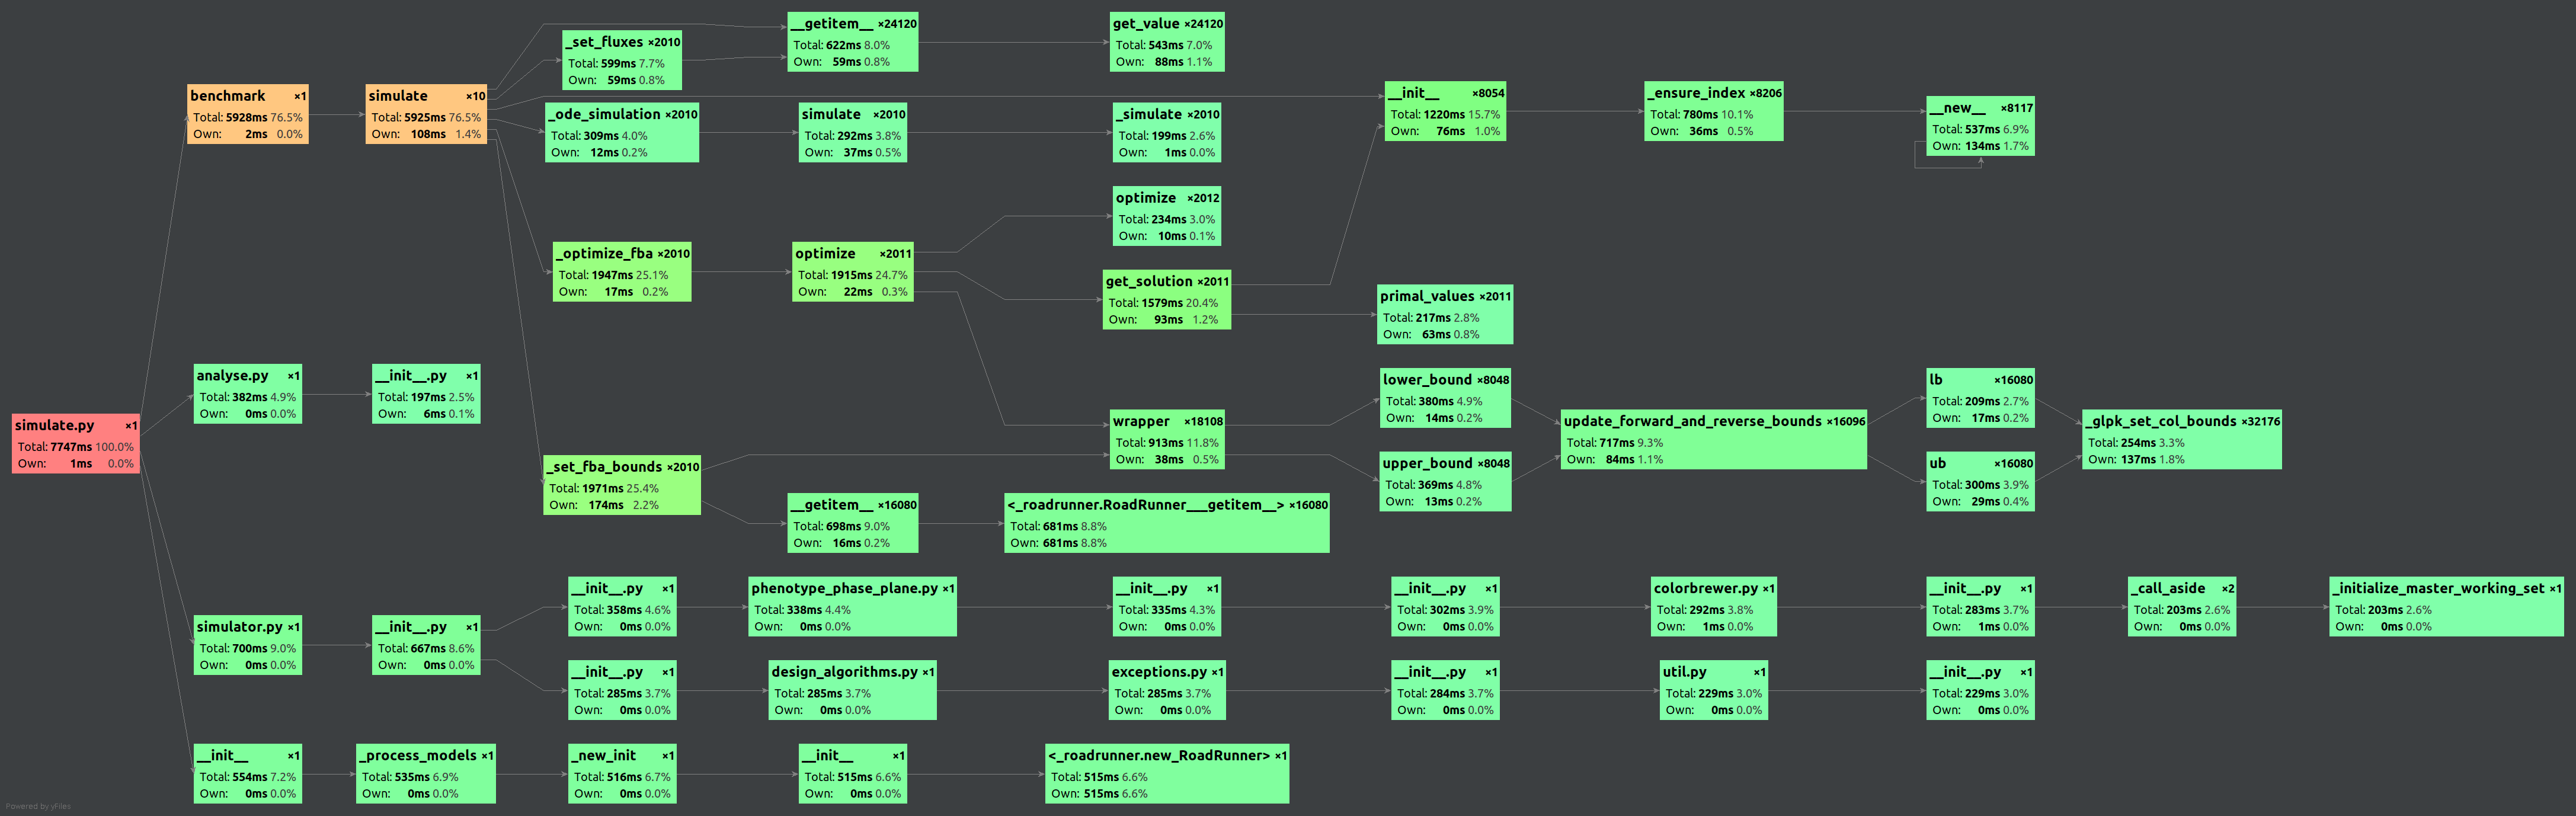 __getitem__ ×24120
Total: 622ms 8.0%
Own: 59ms 0.8%
get_value ×24120
Total: 543ms 7.0%
Own: 88ms 1.1%
_set_fluxes ×2010
Total: 599ms 7.7%
Own: 59ms 0.8%
benchmark ×1
Total: 5928ms 76.5%
Own: 2ms 0.0%
simulate ×10
Total: 5925ms 76.5%
Own: 108ms 1.4%
_ode_simulation ×2010
Total: 309ms 4.0%
Own: 12ms 0.2%
simulate ×2010
Total: 292ms 3.8%
Own: 37ms 0.5%
_simulate ×2010
Total: 199ms 2.6%
Own: 1ms 0.0%
__init__ ×8054
Total: 1220ms 15.7%
Own: 76ms 1.0%
_ensure_index ×8206
Total: 780ms 10.1%
Own: 36ms 0.5%
__new__ ×8117
Total: 537ms 6.9%
Own: 134ms 1.7%
optimize ×2012
Total: 234ms 3.0%
Own: 10ms 0.1%
_optimize_fba ×2010
Total: 1947ms 25.1%
Own: 17ms 0.2%
optimize ×2011
Total: 1915ms 24.7%
Own: 22ms 0.3%
get_solution ×2011
Total: 1579ms 20.4%
Own: 93ms 1.2%
primal_values ×2011
Total: 217ms 2.8%
Own: 63ms 0.8%
analyse.py ×1
Total: 382ms 4.9%
Own: 0ms 0.0%
__init__.py ×1
Total: 197ms 2.5%
Own: 6ms 0.1%
lower_bound ×8048
Total: 380ms 4.9%
Own: 14ms 0.2%
lb ×16080
Total: 209ms 2.7%
Own: 17ms 0.2%
simulate.py ×1
Total: 7747ms 100.0%
Own: 1ms 0.0%
wrapper ×18108
Total: 913ms 11.8%
Own: 38ms 0.5%
update_forward_and_reverse_bounds ×16096
Total: 717ms 9.3%
Own: 84ms 1.1%
_glpk_set_col_bounds ×32176
Total: 254ms 3.3%
Own: 137ms 1.8%
_set_fba_bounds ×2010
Total: 1971ms 25.4%
Own: 174ms 2.2%
upper_bound ×8048
Total: 369ms 4.8%
Own: 13ms 0.2%
ub ×16080
Total: 300ms 3.9%
Own: 29ms 0.4%
__getitem__ ×16080
Total: 698ms 9.0%
Own: 16ms 0.2%
<_roadrunner.RoadRunner___getitem__> ×16080
Total: 681ms 8.8%
Own: 681ms 8.8%
__init__.py ×1
Total: 358ms 4.6%
Own: 0ms 0.0%
phenotype_phase_plane.py ×1
Total: 338ms 4.4%
Own: 0ms 0.0%
__init__.py ×1
Total: 335ms 4.3%
Own: 0ms 0.0%
__init__.py ×1
Total: 302ms 3.9%
Own: 0ms 0.0%
colorbrewer.py ×1
Total: 292ms 3.8%
Own: 1ms 0.0%
__init__.py ×1
Total: 283ms 3.7%
Own: 1ms 0.0%
_call_aside ×2
Total: 203ms 2.6%
Own: 0ms 0.0%
_initialize_master_working_set ×1
Total: 203ms 2.6%
Own: 0ms 0.0%
simulator.py ×1
Total: 700ms 9.0%
Own: 0ms 0.0%
__init__.py ×1
Total: 667ms 8.6%
Own: 0ms 0.0%
__init__.py ×1
Total: 285ms 3.7%
Own: 0ms 0.0%
design_algorithms.py ×1
Total: 285ms 3.7%
Own: 0ms 0.0%
exceptions.py ×1
Total: 285ms 3.7%
Own: 0ms 0.0%
__init__.py ×1
Total: 284ms 3.7%
Own: 0ms 0.0%
util.py ×1
Total: 229ms 3.0%
Own: 0ms 0.0%
__init__.py ×1
Total: 229ms 3.0%
Own: 0ms 0.0%
__init__ ×1
Total: 554ms 7.2%
Own: 0ms 0.0%
_process_models ×1
Total: 535ms 6.9%
Own: 0ms 0.0%
_new_init ×1
Total: 516ms 6.7%
Own: 0ms 0.0%
__init__ ×1
Total: 515ms 6.6%
Own: 0ms 0.0%
<_roadrunner.new_RoadRunner> ×1
Total: 515ms 6.6%
Own: 515ms 6.6%
Powered by yFiles